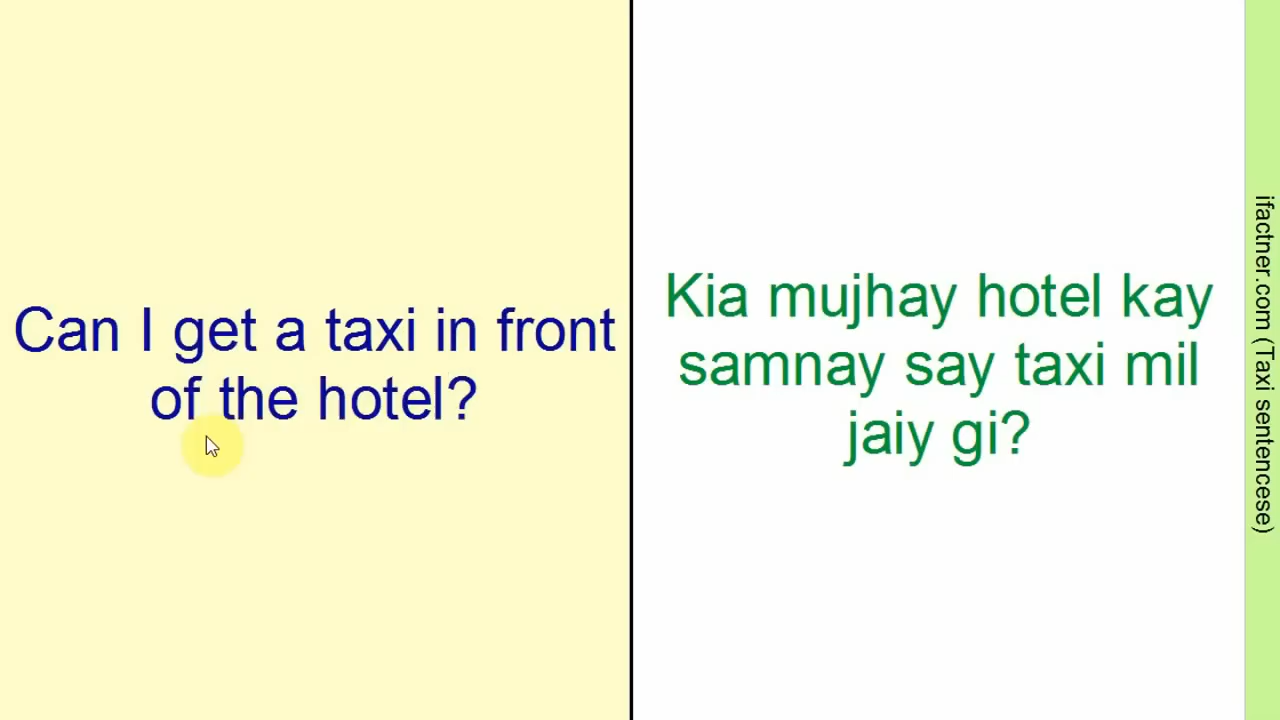 Can I get a taxi in front
of the hotel?
Kia mujhay hotel kay
samnay say taxi mil
jaiy gi?
ifactner.com (Taxi sentencese)